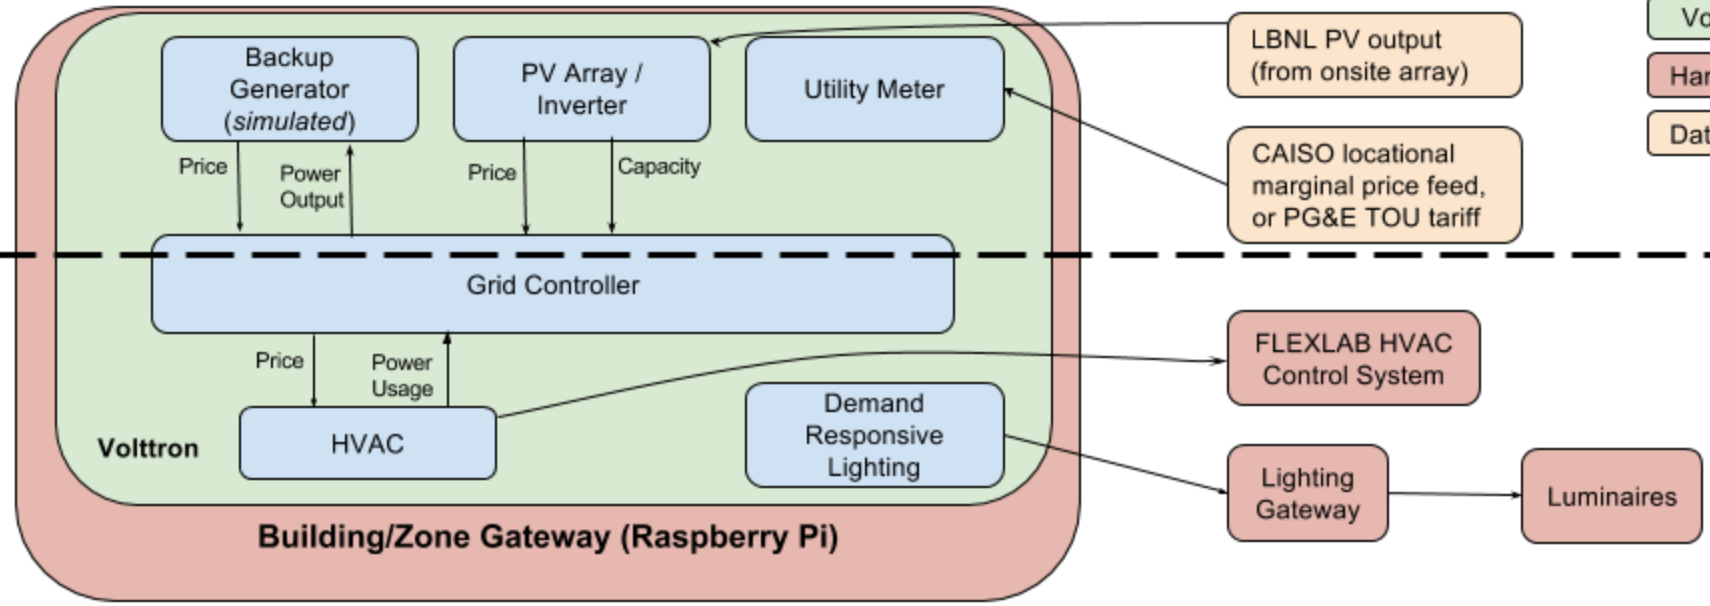 Backup
Generator
(simulated)
PV Array /
Inverter
Utility Meter
LBNL PV output
(from onsite array)
CAISO locational
marginal price feed,
or PG&E TOU tariff
Price
Power
Output
Price
Capacity
Grid Controller
Price
Power
Usage
HVAC
Volttron
Demand
Responsive
Lighting
FLEXLAB HVAC
Control System
Lighting
Gateway
Luminaires
Building/Zone Gateway (Raspberry Pi)